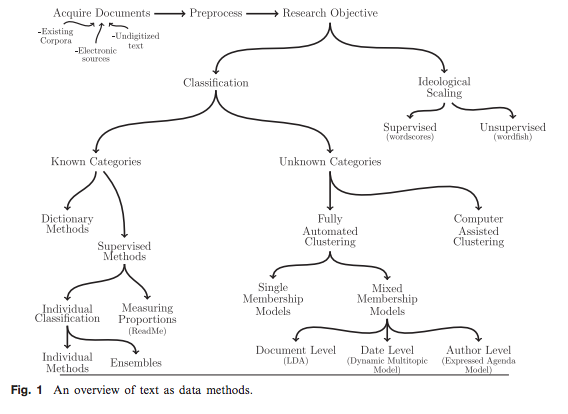 Acquire Documents
Preprocess
Research Objective
-Existing
Corpora
-Electronic
sources
-Undigitized
text
Classification
Ideological
Scaling
Supervised
(wordscores)
Unsupervised
(wordfish)
Known Categories
Unknown Categories
Dictionary
Methods
Supervised
Methods
Fully
Automated
Clustering
Computer
Assisted
Clustering
Individual
Classification
Measuring
Proportions
(ReadMe)
Single
Membership
Models
Mixed
Membership
Models
Individual
Methods
Ensembles
Document Level
(LDA)
Date Level
(Dynamic Multitopic
Model)
Author Level
(Expressed Agenda
Model)
Fig. 1 An overview of text as data methods.